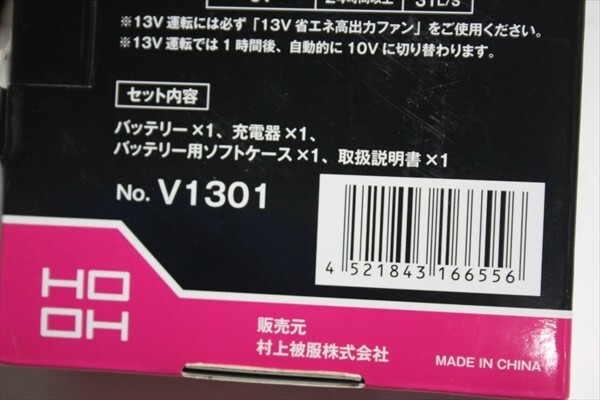 31L/S
※13V運転には必ず「13V省エネ高出力ファン」をご使用ください。
※13V運転では1時間後、自動的に10Vに切り替わります。
セット内容
バッテリー×1、充電器×1、
バッテリー用ソフトケース×1、取扱説明書×1
No. V1301
4 521843 166556
HO
OH
販売元
村上被服株式会社
MADE IN CHINA